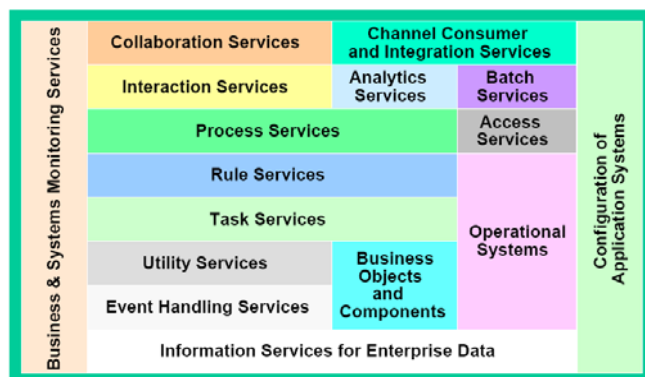 Business & Systems Monitoring Services
Collaboration Services
Channel Consumer
and Integration Services
Interaction Services
Analytics
Services
Batch
Services
Process Services
Access
Services
Rule Services
Task Services
Operational
Systems
Utility Services
Business
Objects
and
Components
Event Handling Services
Information Services for Enterprise Data
Configuration of
Application Systems